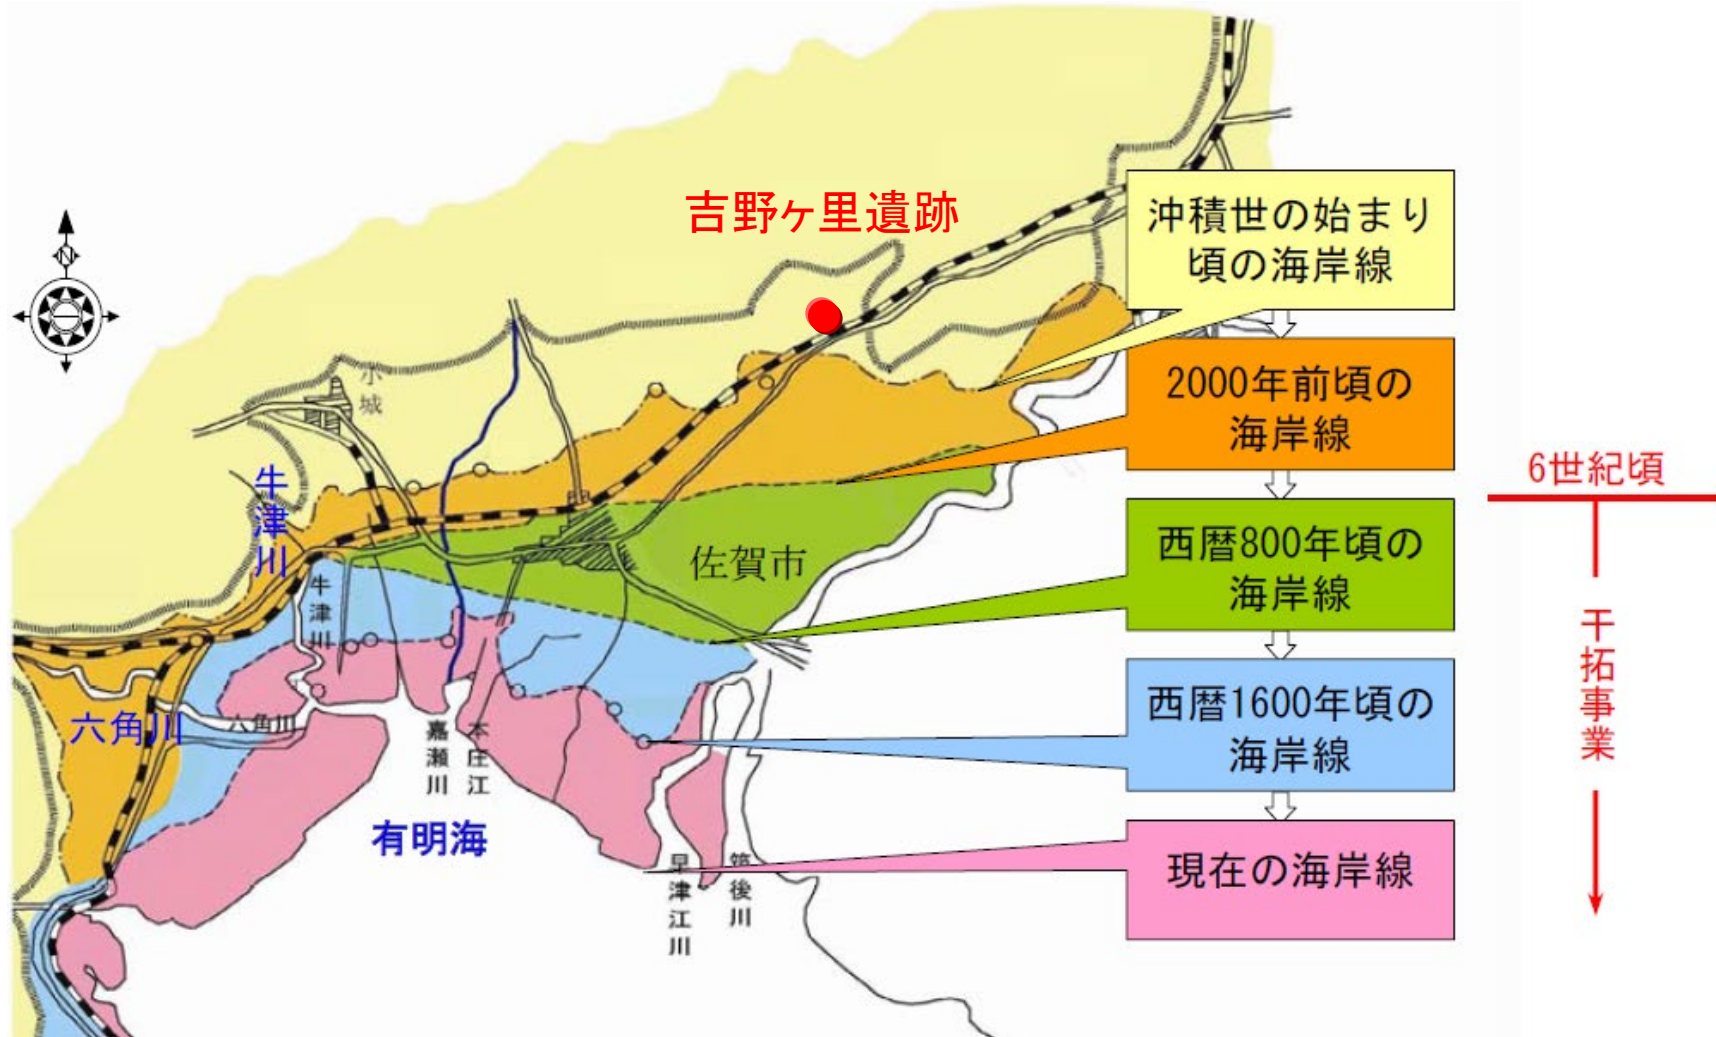 吉野ヶ里遺跡
N
小城
牛津川
牛津川
佐賀市
六角川
六角川
嘉瀬川
本庄江
有明海
早津江川
筑後川
沖積世の始まり
頃の海岸線
2000年前頃の
海岸線
西暦800年頃の
海岸線
西暦1600年頃の
海岸線
現在の海岸線
6世紀頃
干拓事業